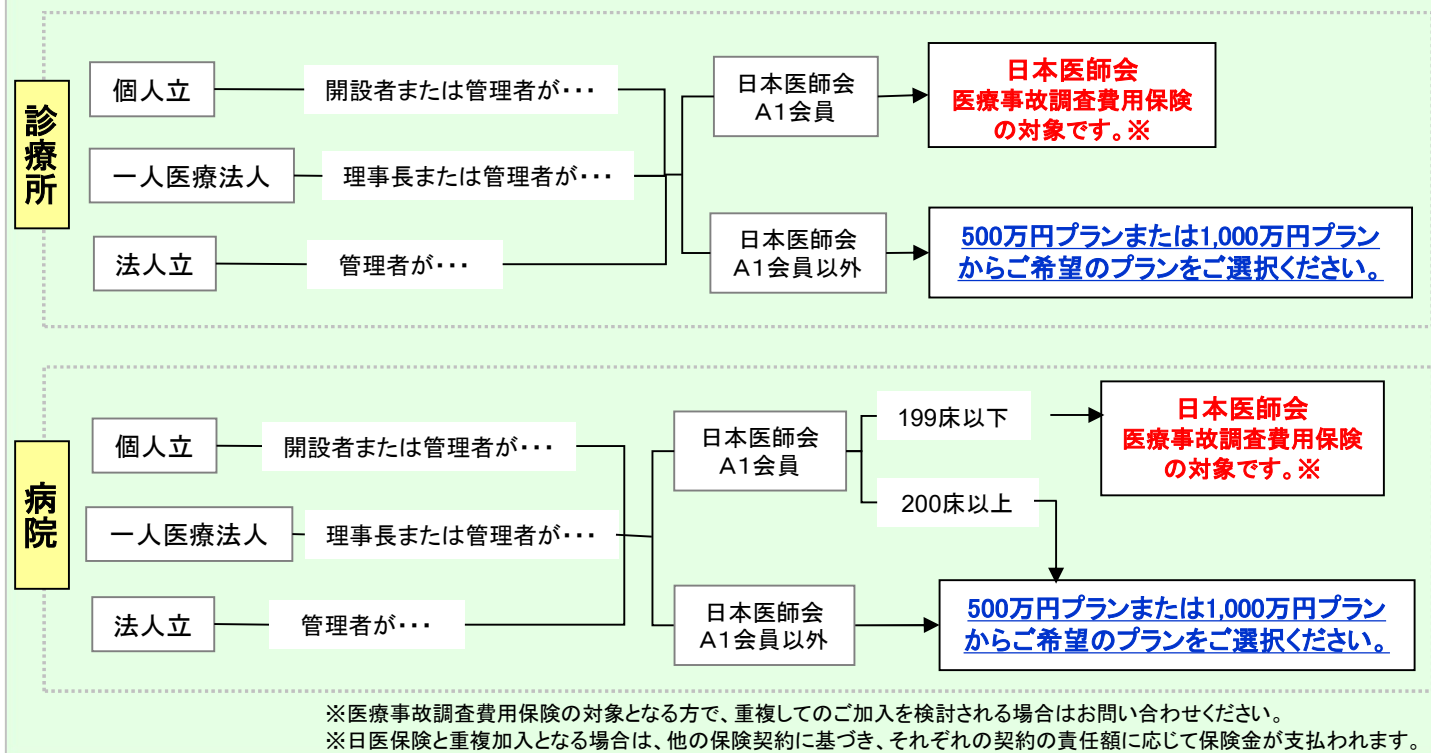 診療所
個人立
開設者または管理者が・・・
一人医療法人
理事長または管理者が・・・
法人立
管理者が・・・
日本医師会
A1会員
日本医師会
医療事故調査費用保険
の対象です。※
日本医師会
A1会員以外
500万円プランまたは1,000万円プラン
からご希望のプランをご選択ください。
病院
個人立
開設者または管理者が・・・
一人医療法人
理事長または管理者が・・・
法人立
管理者が・・・
日本医師会
A1会員
199床以下
日本医師会
医療事故調査費用保険
の対象です。※
200床以上
日本医師会
A1会員以外
500万円プランまたは1,000万円プラン
からご希望のプランをご選択ください。
※医療事故調査費用保険の対象となる方で、重複してのご加入を検討される場合はお問い合わせください。
※日医保険と重複加入となる場合は、他の保険契約に基づき、それぞれの契約の責任額に応じて保険金が支払われます。